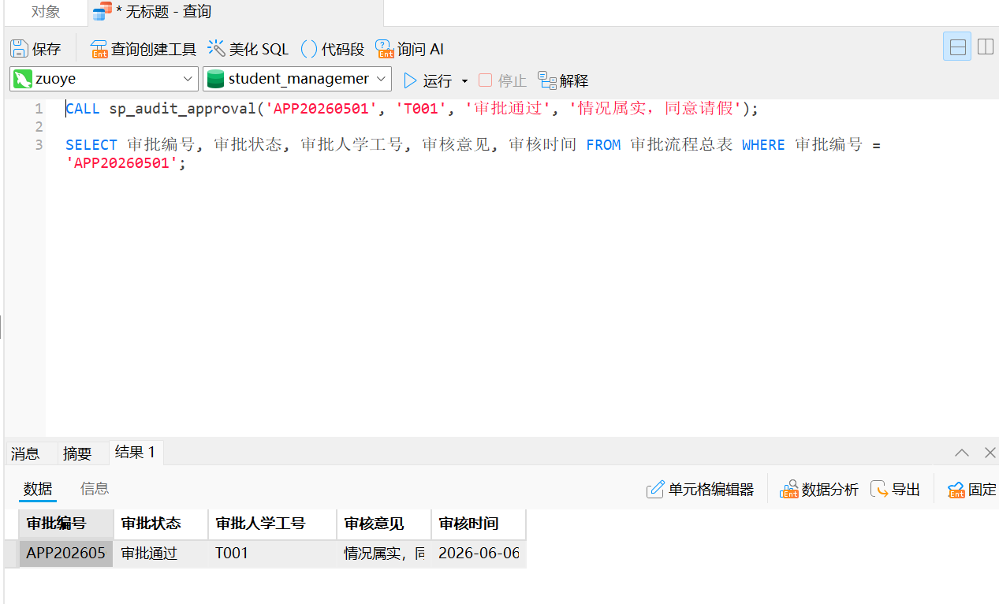 对象
* 无标题 - 查询
保存
Ent 查询创建工具
美化 SQL
() 代码段
Ent 询问 AI
zuoye
student_managemer
运行
停止
解释
1 CALL sp_audit_approval('APP20260501', 'T001', '审批通过', '情况属实，同意请假');
2
3 SELECT 审批编号, 审批状态, 审批人学工号, 审核意见, 审核时间 FROM 审批流程总表 WHERE 审批编号 =
'APP20260501';
消息 摘要 结果 1
数据 信息
单元格编辑器
Ent 数据分析
导出
Ent 固定
审批编号 审批状态 审批人学工号 审核意见 审核时间
APP202605 审批通过 T001 情况属实，同 2026-06-06